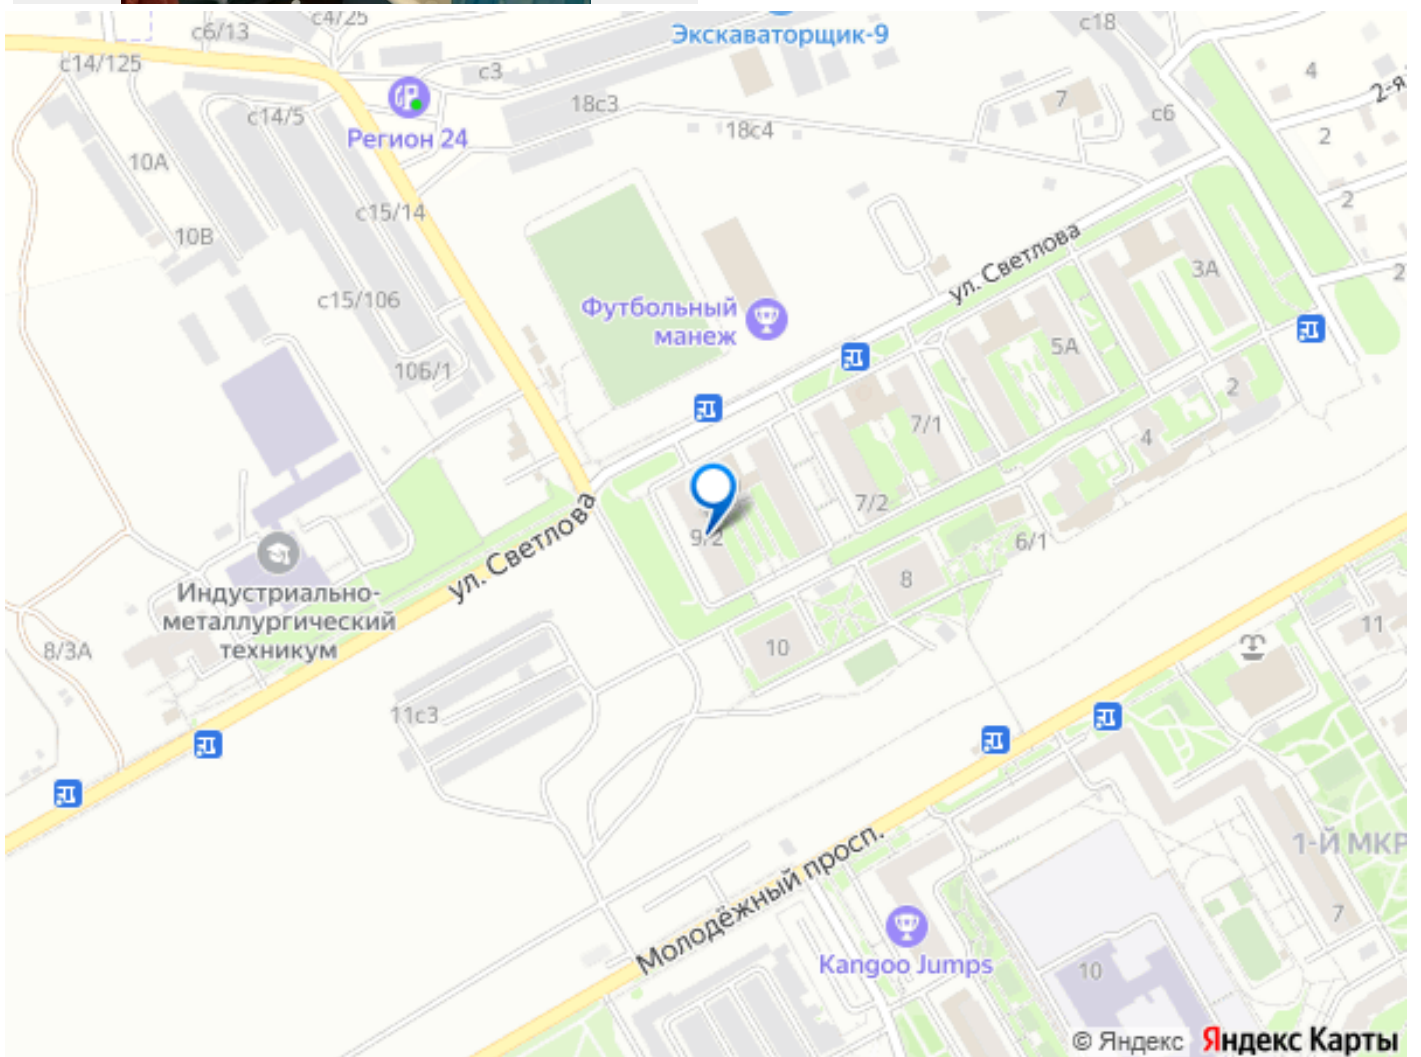 с6/13
с4/25
Экскаваторщик-9
с18
с14/125
с3
4
2-я
Регион 24
с14/5
18с3
7
с6
18с4
2
10А
с15/14
2
10В
ул. Светлова
3А
2
с15/106
Футбольный
манеж
5А
10Б/1
2
7/1
4
9/2
7/2
6/1
ул. Светлова
Индустриально-
металлургический
техникум
8
11
8/3А
10
11с3
Молодёжный просп.
1-Й МКР
7
Kangoo Jumps
10
© Яндекс Яндекс Карты